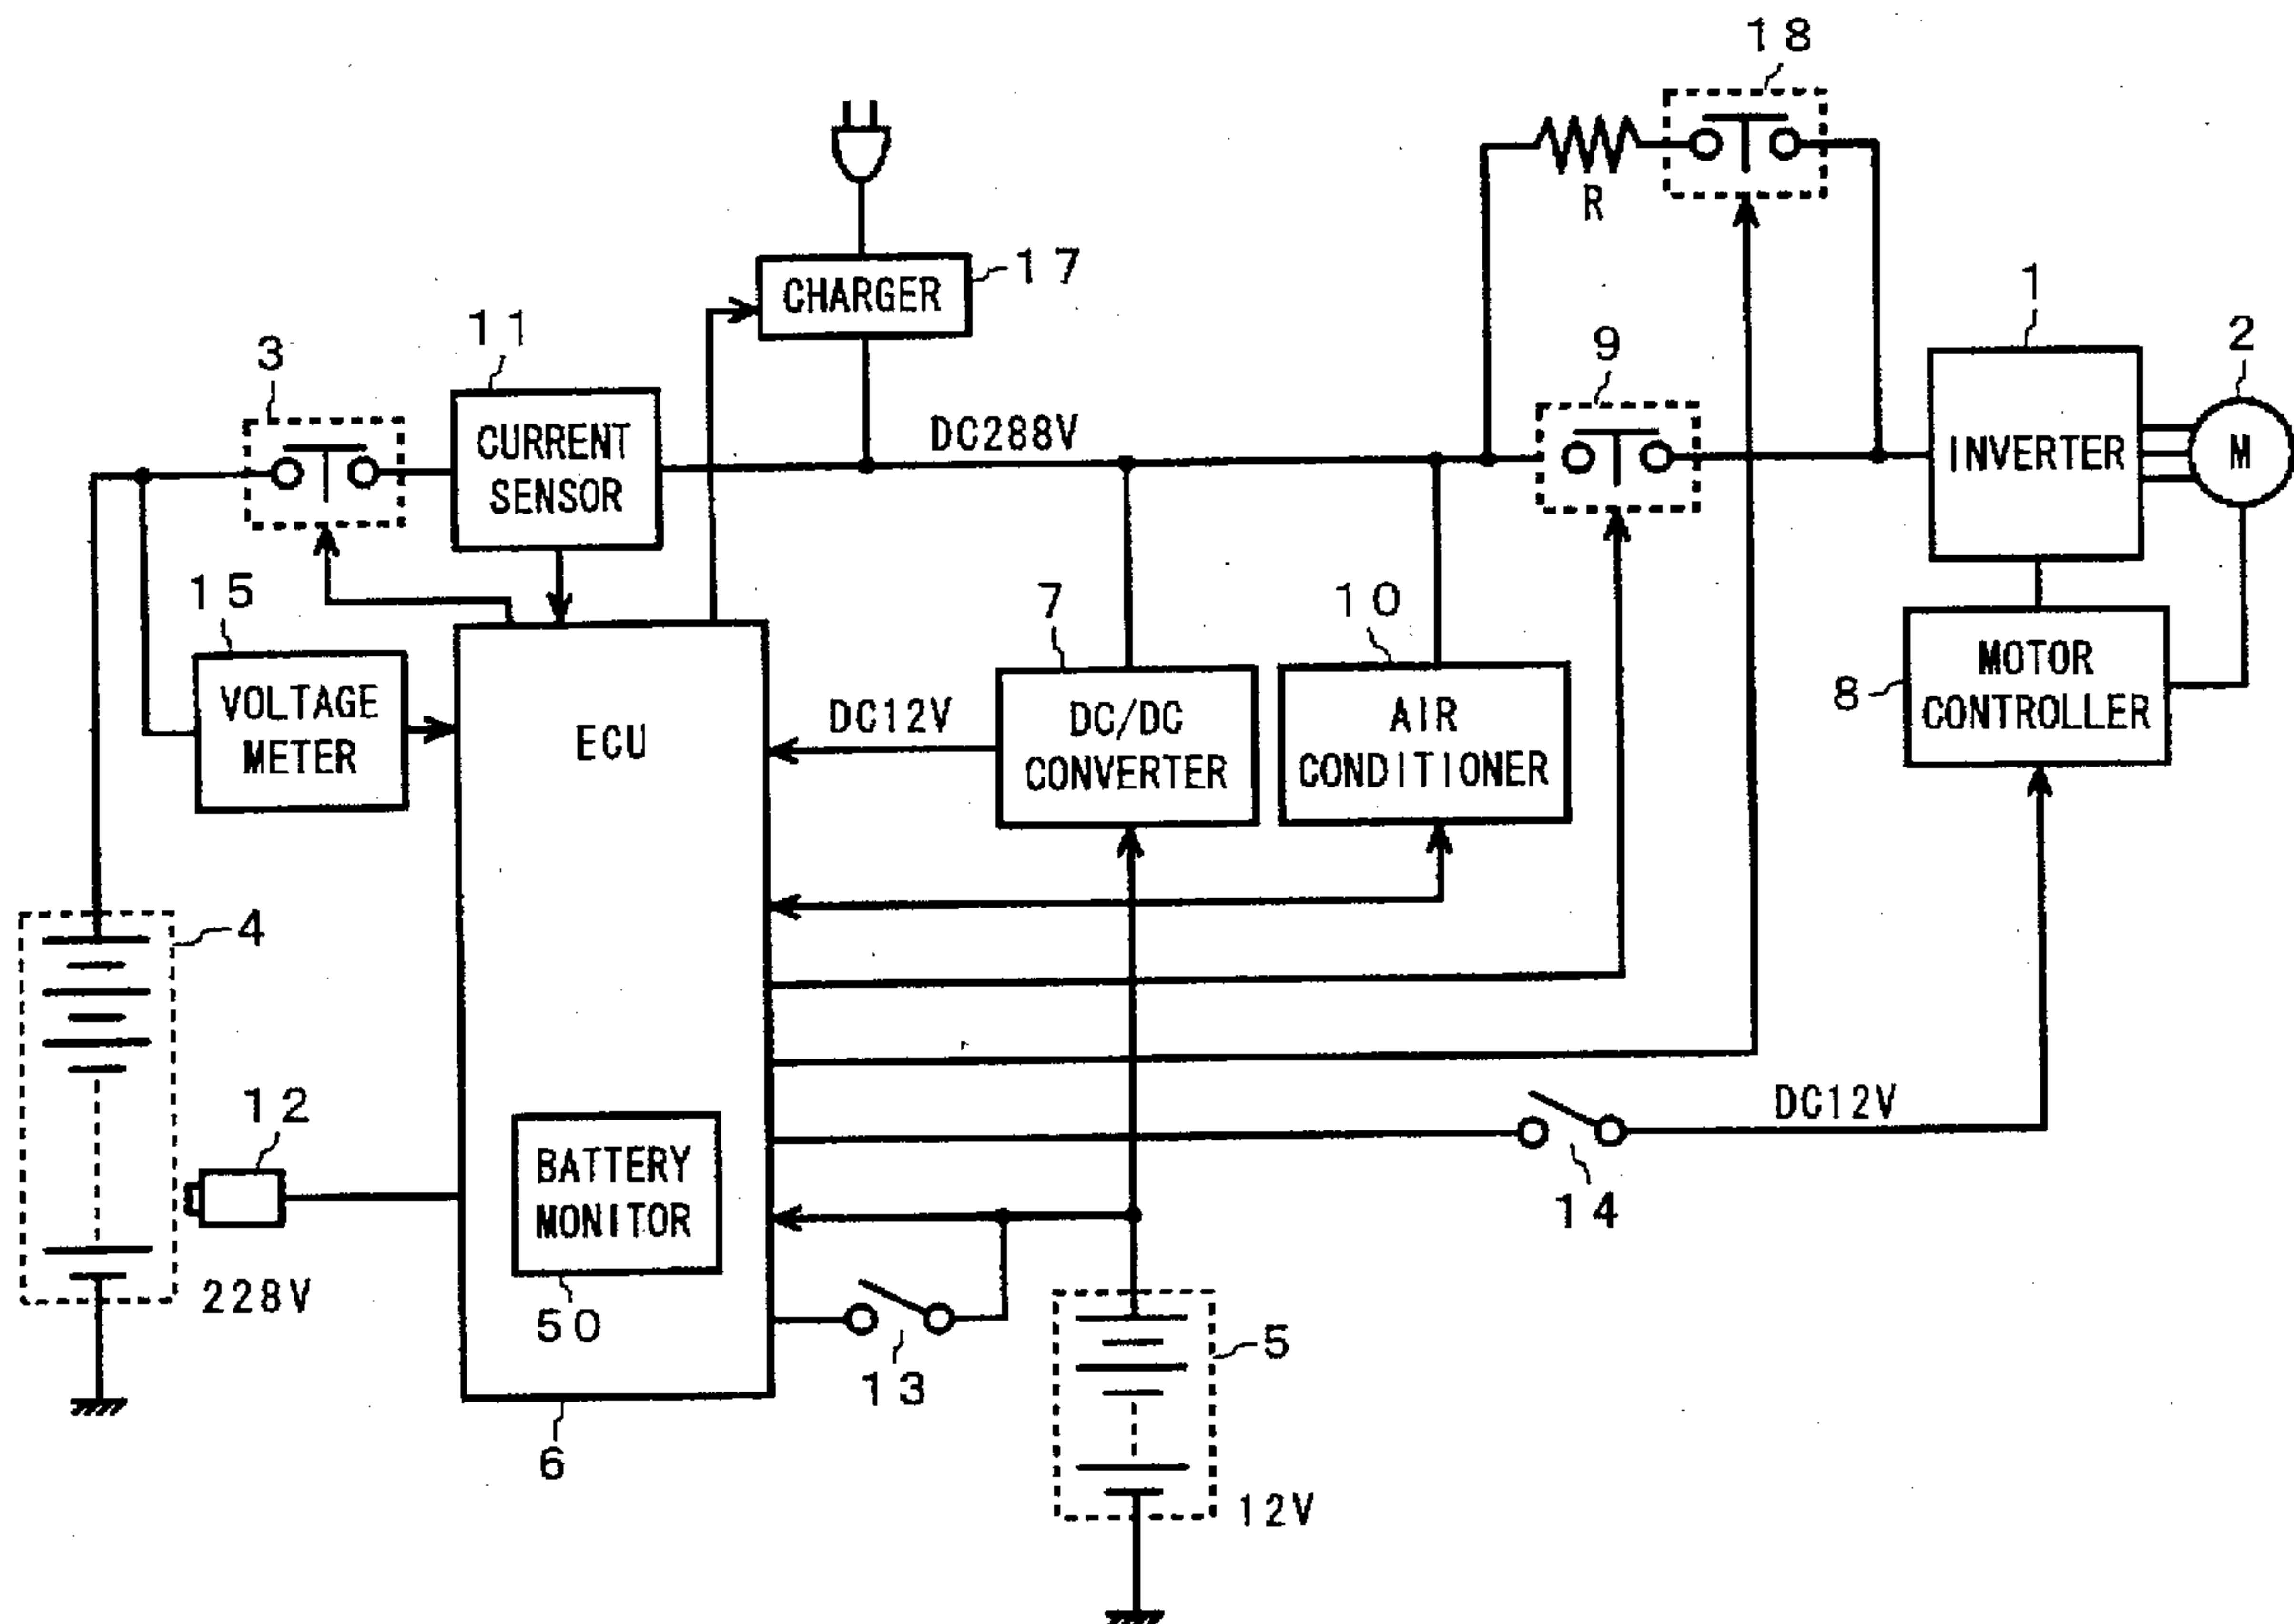 18
R
CHARGER
17
1
11
2
3
9
DC288V
CURRENT
SENSOR
INVERTER
M
15
7
10
MOTOR
CONTROLLER
8
VOLTAGE
METER
ECU
DC12V
DC/DC
CONVERTER
AIR
CONDITIONER
4
12
DC12V
BATTERY
MONITOR
14
228V
50
13
5
6
12V